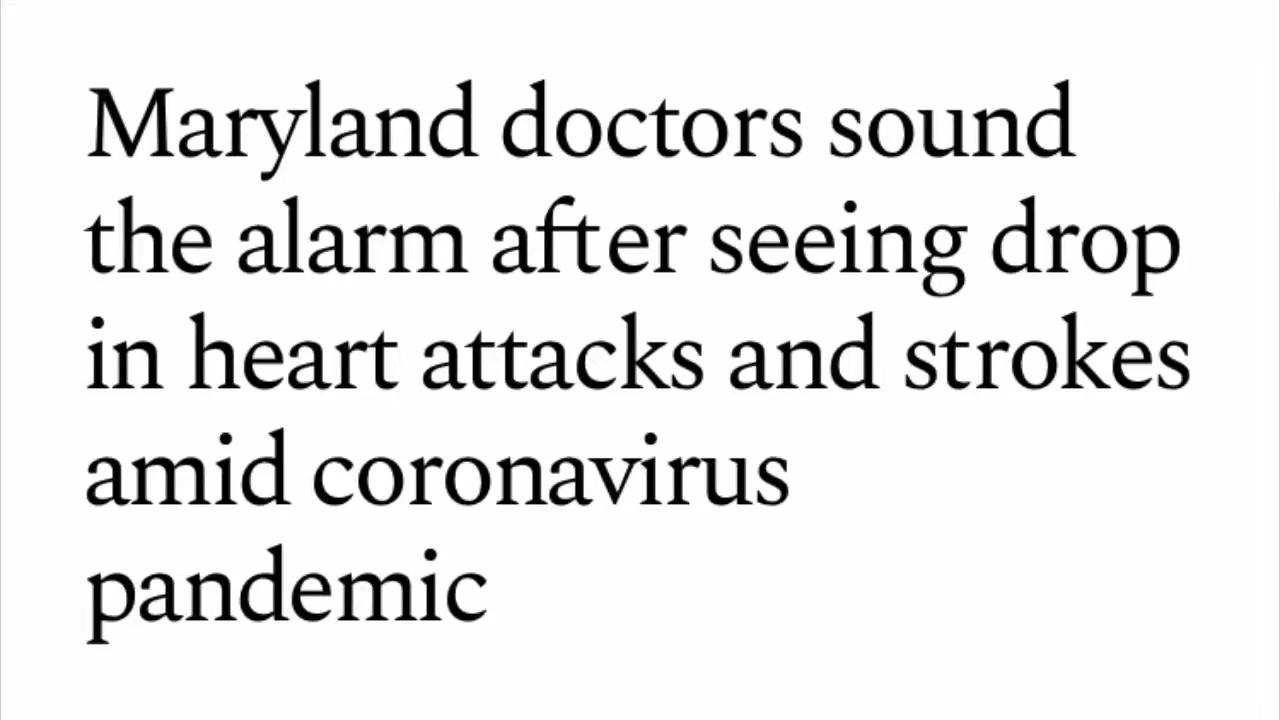 Maryland doctors sound
the alarm after seeing drop
in heart attacks and strokes
amid coronavirus
pandemic